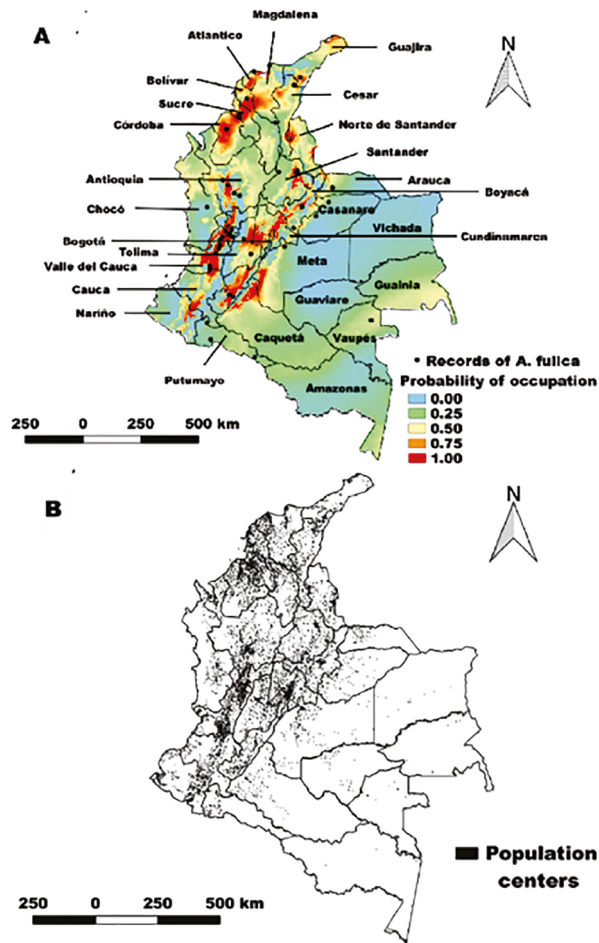 A
Magdalena
Atlantico
Guajira
N
Bolívar
Cesar
Sucre
Córdoba
Norte de Santander
Santander
Antioquia
Arauca
Boyacá
Chocó
Casanare
Vichada
Bogotá
Cundinamarca
Tolima
Meta
Valle del Cauca
Cauca
Guainia
Guaviare
Nariño
Caquetá
Vaupés
Records of A. fulica
Putumayo
Probability of occupation
Amazonas
0.00
0.25
0.50
0.75
1.00
250 0 250 500 km
B
N
Population
centers
250 0 250 500 km